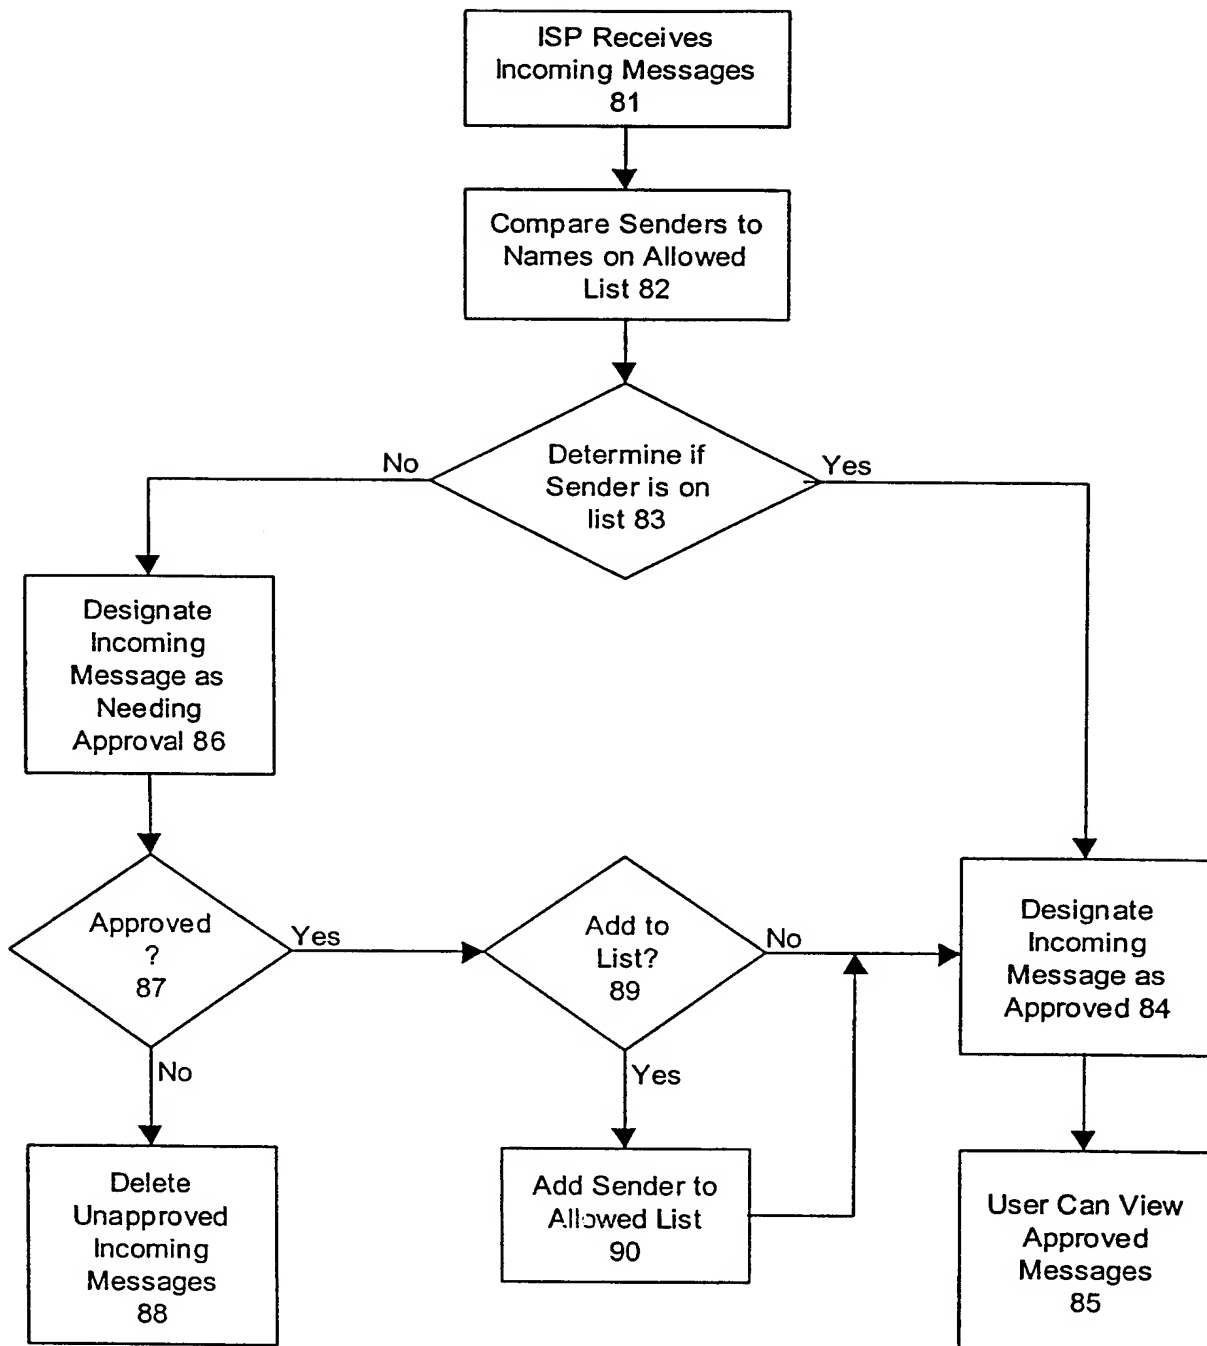 ISP Receives
Incoming Messages
81
Compare Senders to
Names on Allowed
List 82
No
Determine if
Sender is on
list 83
Yes
Designate
Incoming
Message as
Needing
Approval 86
Approved
?
87
Yes
Add to
List?
89
No
Designate
Incoming
Message as
Approved 84
No
Yes
Delete
Unapproved
Incoming
Messages
88
Add Sender to
Allowed List
90
User Can View
Approved
Messages
85